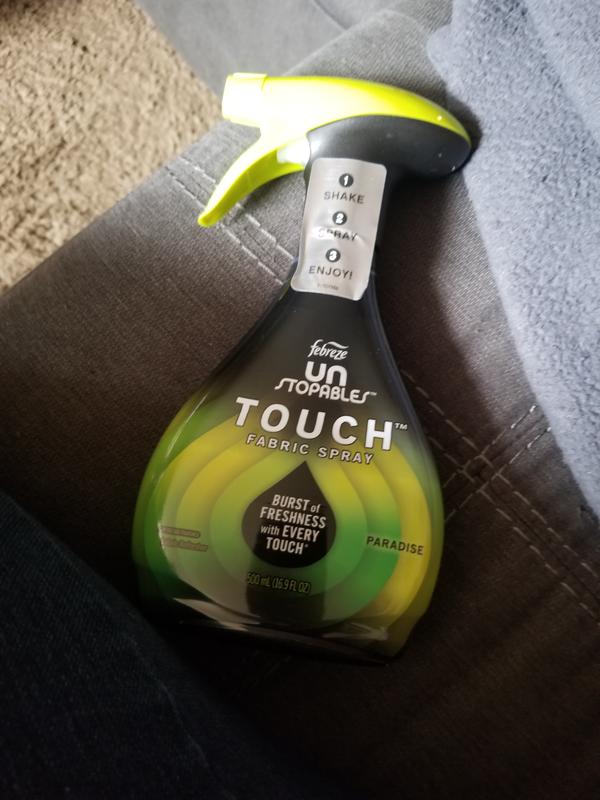 1
SHAKE
2
SPRAY
3
ENJOY!
febreze
UN
STOPABLES™
TOUCH™
FABRIC SPRAY
BURST of
FRESHNESS
with EVERY
TOUCH*
PARADISE
500 mL (16.9 FL OZ)